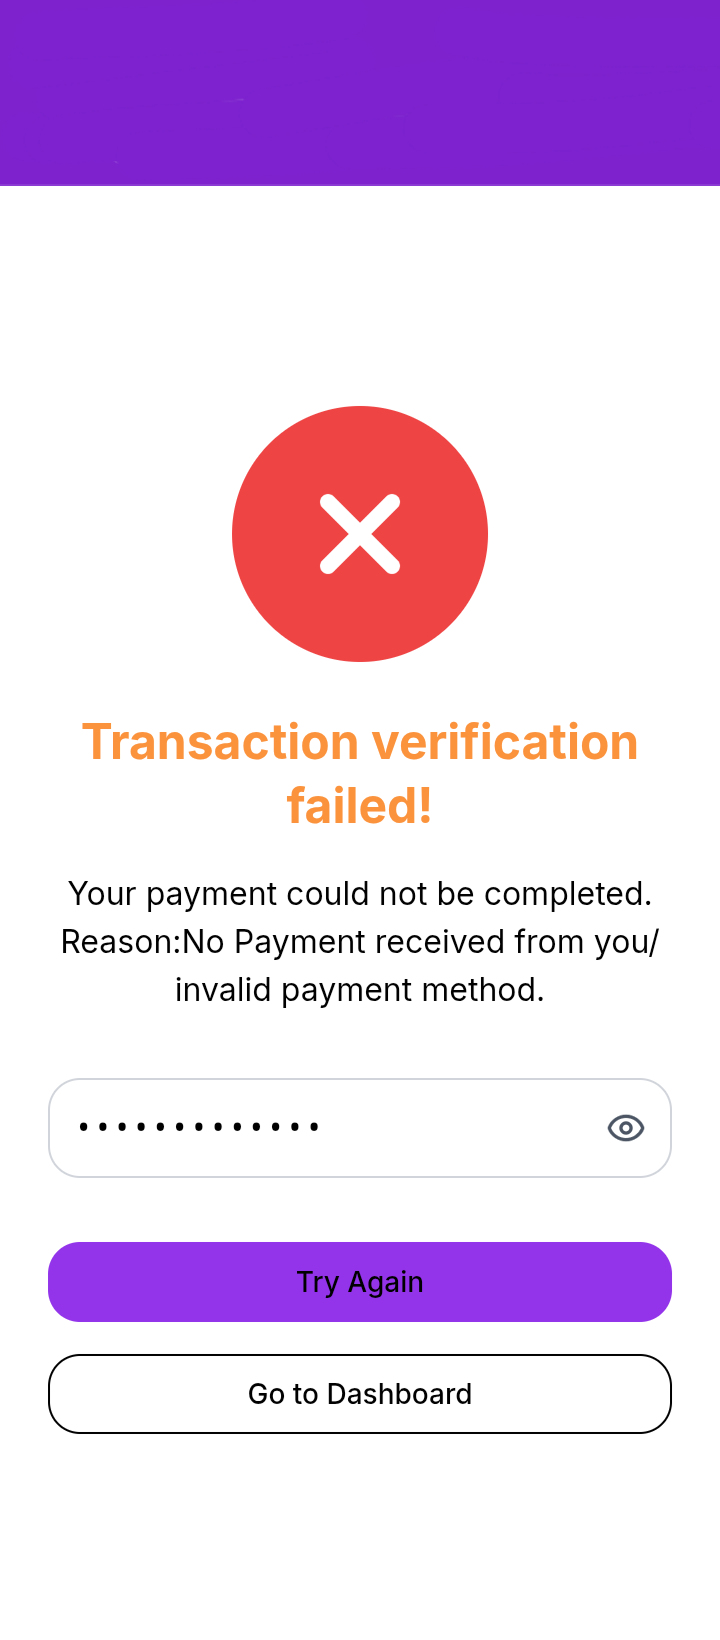 Transaction verification
failed!
Your payment could not be completed.
Reason:No Payment received from you/
invalid payment method.
•••••••••••••
Try Again
Go to Dashboard